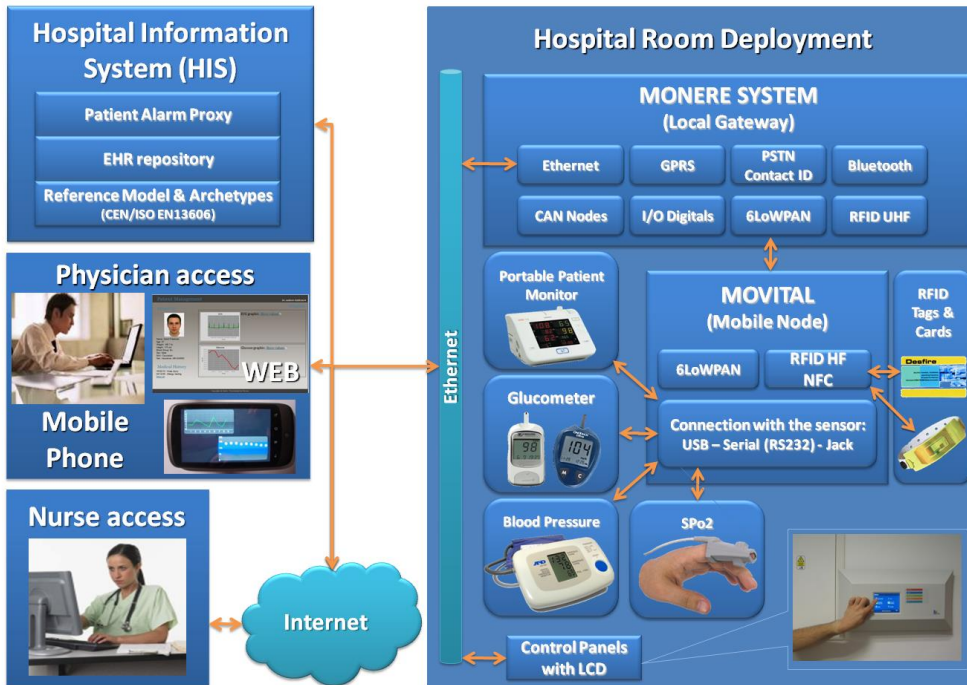 Hospital Information
System (HIS)
Patient Alarm Proxy
EHR repository
Reference Model & Archetypes
(CEN/ISO EN13606)
Physician access
WEB
Mobile
Phone
Nurse access
Internet
Ethernet
Hospital Room Deployment
MONERE SYSTEM
(Local Gateway)
Ethernet
GPRS
PSTN
Contact ID
Bluetooth
CAN Nodes
I/O Digitals
6LoWPAN
RFID UHF
Portable Patient
Monitor
MOVITAL
(Mobile Node)
6LoWPAN
RFID HF
NFC
Connection with the sensor:
USB – Serial (RS232) - Jack
RFID
Tags &
Cards
Desfire
Glucometer
98
104
M C
Blood Pressure
AND
SPo2
Control Panels
with LCD